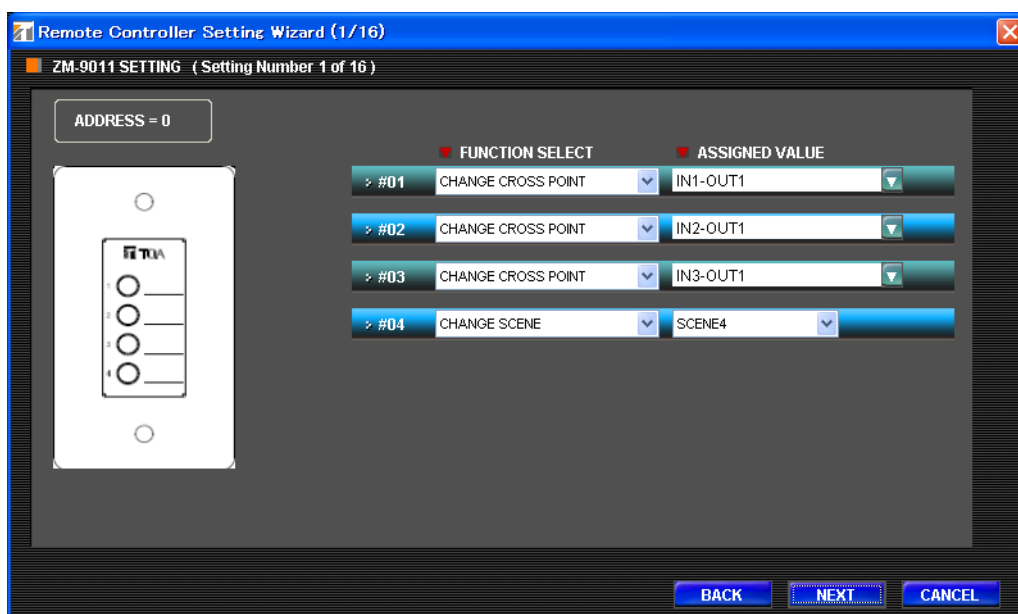 Remote Controller Setting Wizard (1/16)
ZM-9011 SETTING ( Setting Number 1 of 16 )
ADDRESS = 0
FUNCTION SELECT ASSIGNED VALUE
> #01 CHANGE CROSS POINT IN1-OUT1
> #02 CHANGE CROSS POINT IN2-OUT1
> #03 CHANGE CROSS POINT IN3-OUT1
> #04 CHANGE SCENE SCENE4
TOA
1
2
3
4
BACK NEXT CANCEL